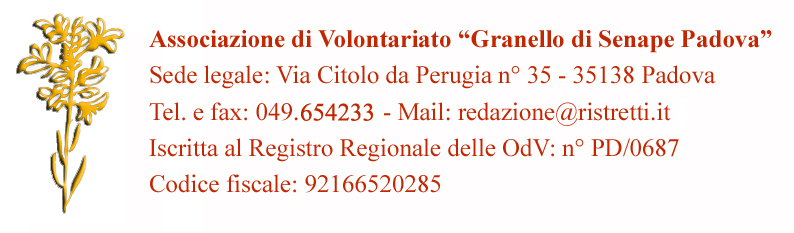 Associazione di Volontariato “Granello di Senape Padova”
Sede legale: Via Citolo da Perugia n° 35 - 35138 Padova
Tel. e fax: 049.654233 - Mail: redazione@ristretti.it
Iscritta al Registro Regionale delle OdV: n° PD/0687
Codice fiscale: 92166520285